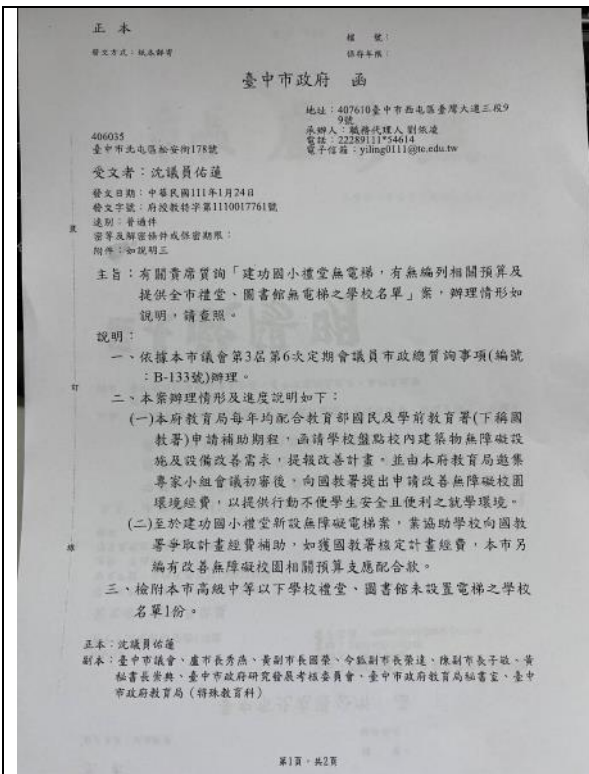 正本
檔　號：
發文方式：紙本郵寄
保存年限：
臺中市政府　函
地址：407610臺中市西屯區臺灣大道三段9
9號
承辦人：職務代理人 劉依凌
電話：22289111*54614
電子信箱：yiling0111@tc.edu.tw
406035
臺中市北屯區松安街178號
受文者：沈議員佑蓮
發文日期：中華民國111年1月24日
發文字號：府授教特字第1110017761號
速別：普通件
密等及解密條件或保密期限：
附件：如說明三
裝
主旨：有關貴席質詢「建功國小禮堂無電梯，有無編列相關預算及
提供全市禮堂、圖書館無電梯之學校名單」案，辦理情形如
說明，請查照。
說明：
一、依據本市議會第3屆第6次定期會議員市政總質詢事項(編號
：B-133號)辦理。
訂
二、本案辦理情形及進度說明如下：
(一)本府教育局每年均配合教育部國民及學前教育署(下稱國
教署)申請補助期程，函請學校盤點校內建築物無障礙設
施及設備改善需求，提報改善計畫。並由本府教育局邀集
專家小組會議初審後，向國教署提出申請改善無障礙校園
環境經費，以提供行動不便學生安全且便利之就學環境。
(二)至於建功國小禮堂新設無障礙電梯案，業協助學校向國教
線
署爭取計畫經費補助，如獲國教署核定計畫經費，本市另
編有改善無障礙校園相關預算支應配合款。
三、檢附本市高級中等以下學校禮堂、圖書館未設置電梯之學校
名單1份。
正本：沈議員佑蓮
副本：臺中市議會、盧市長秀燕、黃副市長國榮、令狐副市長榮達、陳副市長子敬、黃
秘書長崇典、臺中市政府研究發展考核委員會、臺中市政府教育局秘書室、臺中
市政府教育局（特殊教育科）
第1頁，共2頁